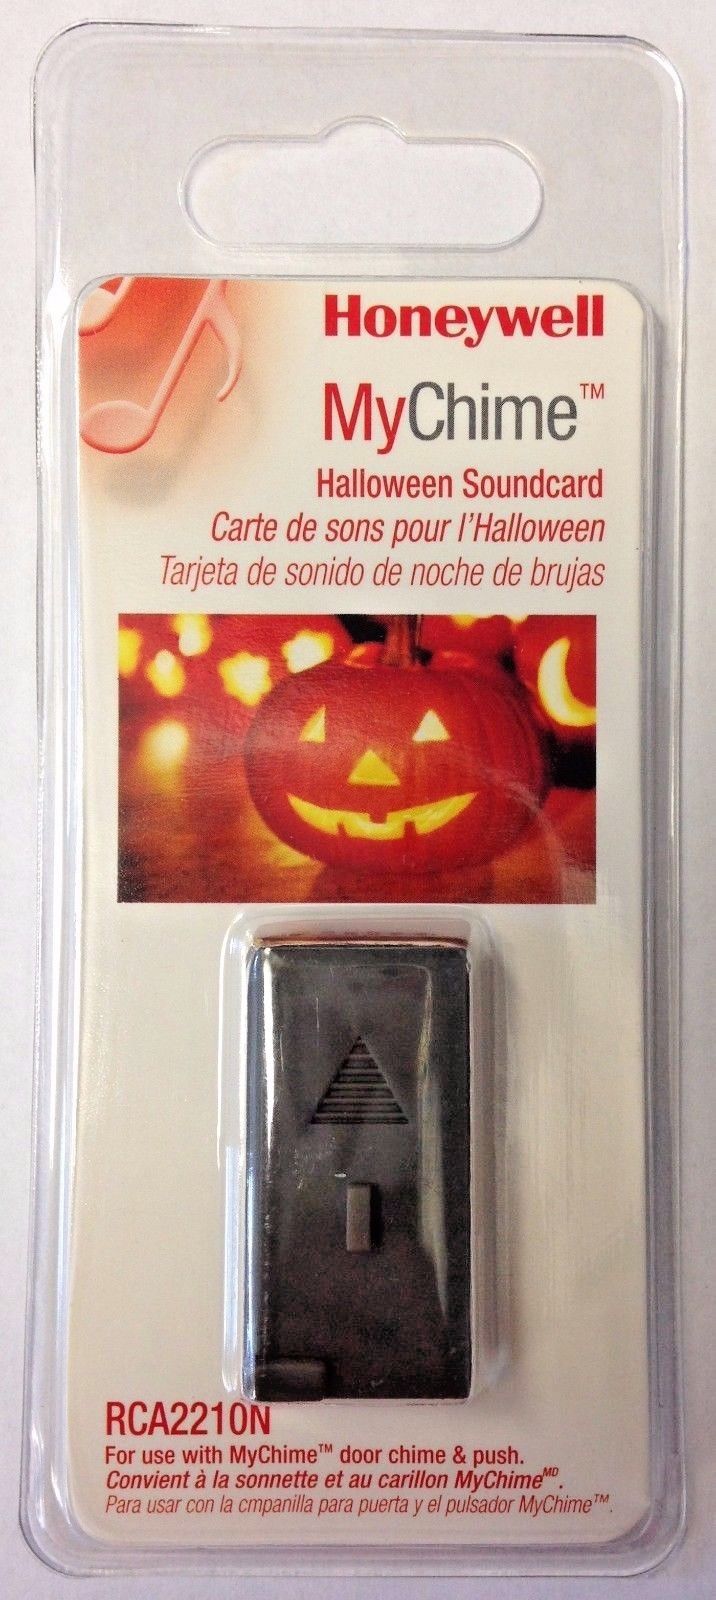 Honeywell
MyChime™
Halloween Soundcard
Carte de sons pour l'Halloween
Tarjeta de sonido de noche de brujas
RCA2210N
For use with MyChime™ door chime & push.
Convient à la sonnette et au carillon MyChimeᴹᴰ.
Para usar con la cmpanilla para puerta y el pulsador MyChime™.